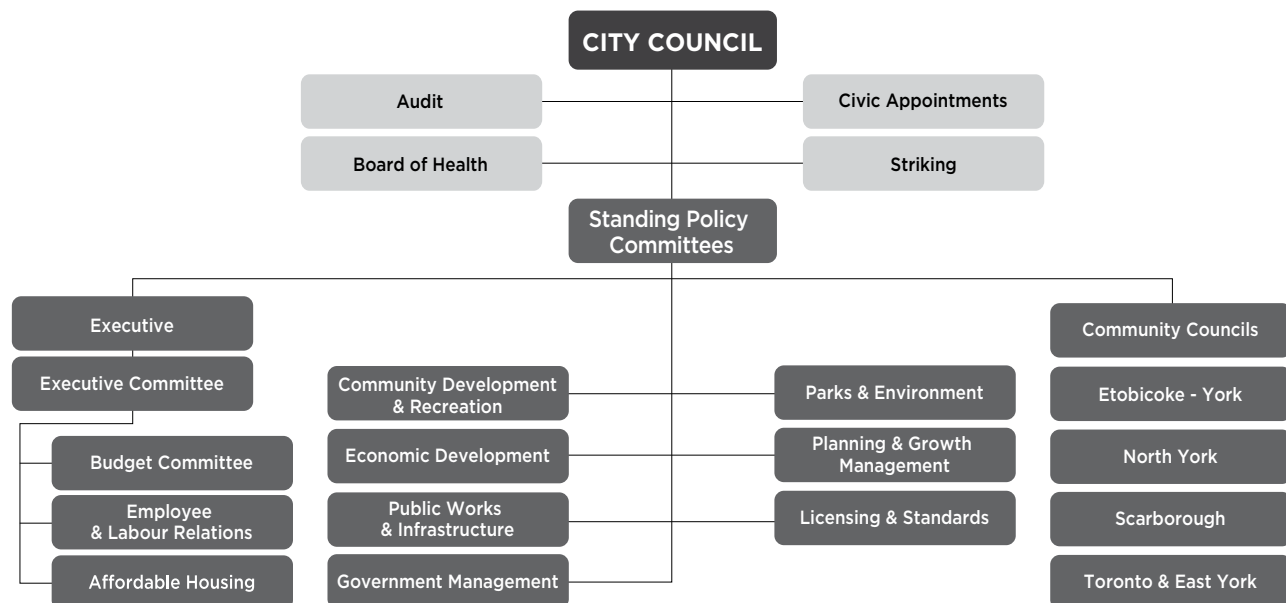 CITY COUNCIL
Audit
Civic Appointments
Board of Health
Striking
Standing Policy
Committees
Executive
Executive Committee
Budget Committee
Employee
& Labour Relations
Affordable Housing
Community Development
& Recreation
Economic Development
Public Works
& Infrastructure
Government Management
Parks & Environment
Planning & Growth
Management
Licensing & Standards
Community Councils
Etobicoke - York
North York
Scarborough
Toronto & East York